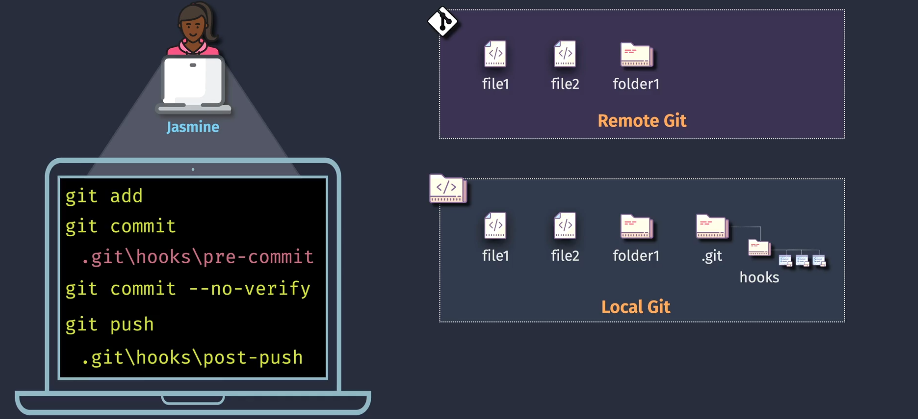 Jasmine
git add
git commit
.git\hooks\pre-commit
git commit --no-verify
git push
.git\hooks\post-push
</> </>
file1 file2 folder1
Remote Git
</>
</> </>
file1 file2 folder1 .git
hooks
Local Git